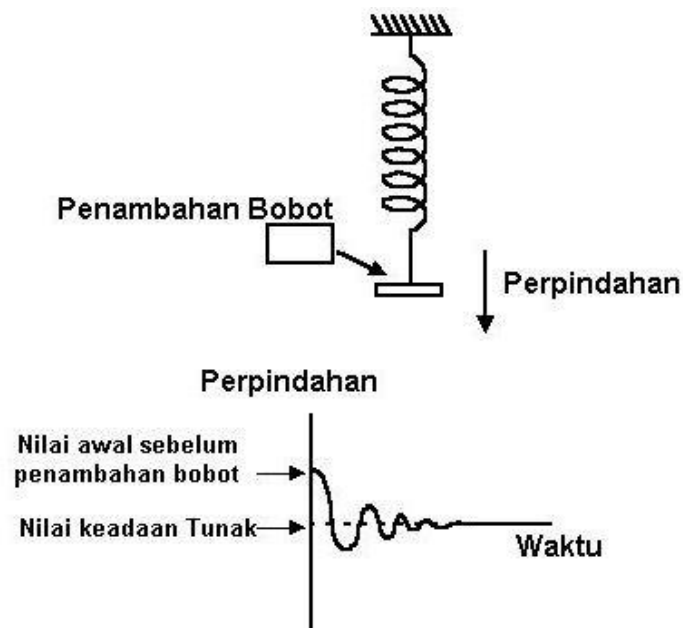 Penambahan Bobot
Perpindahan
Perpindahan
Nilai awal sebelum
penambahan bobot
Nilai keadaan Tunak
Waktu